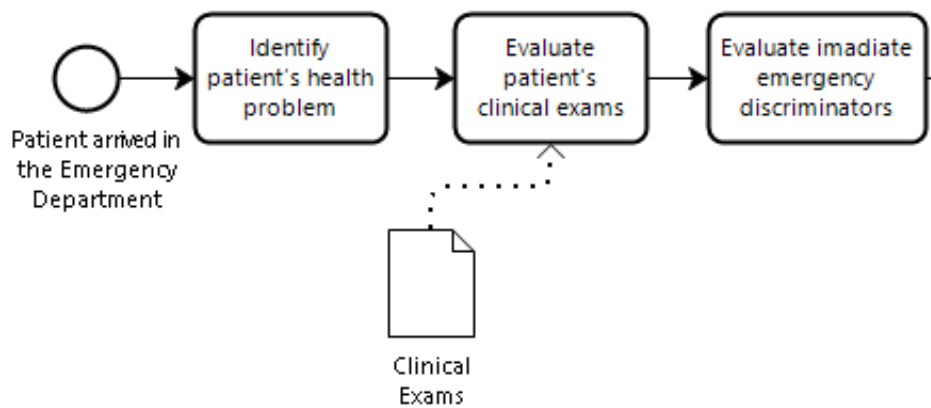 Patient arrived in
the Emergency
Department
Identify
patient's health
problem
Evaluate
patient's
clinical exams
Evaluate imadiate
emergency
discriminators
Clinical
Exams